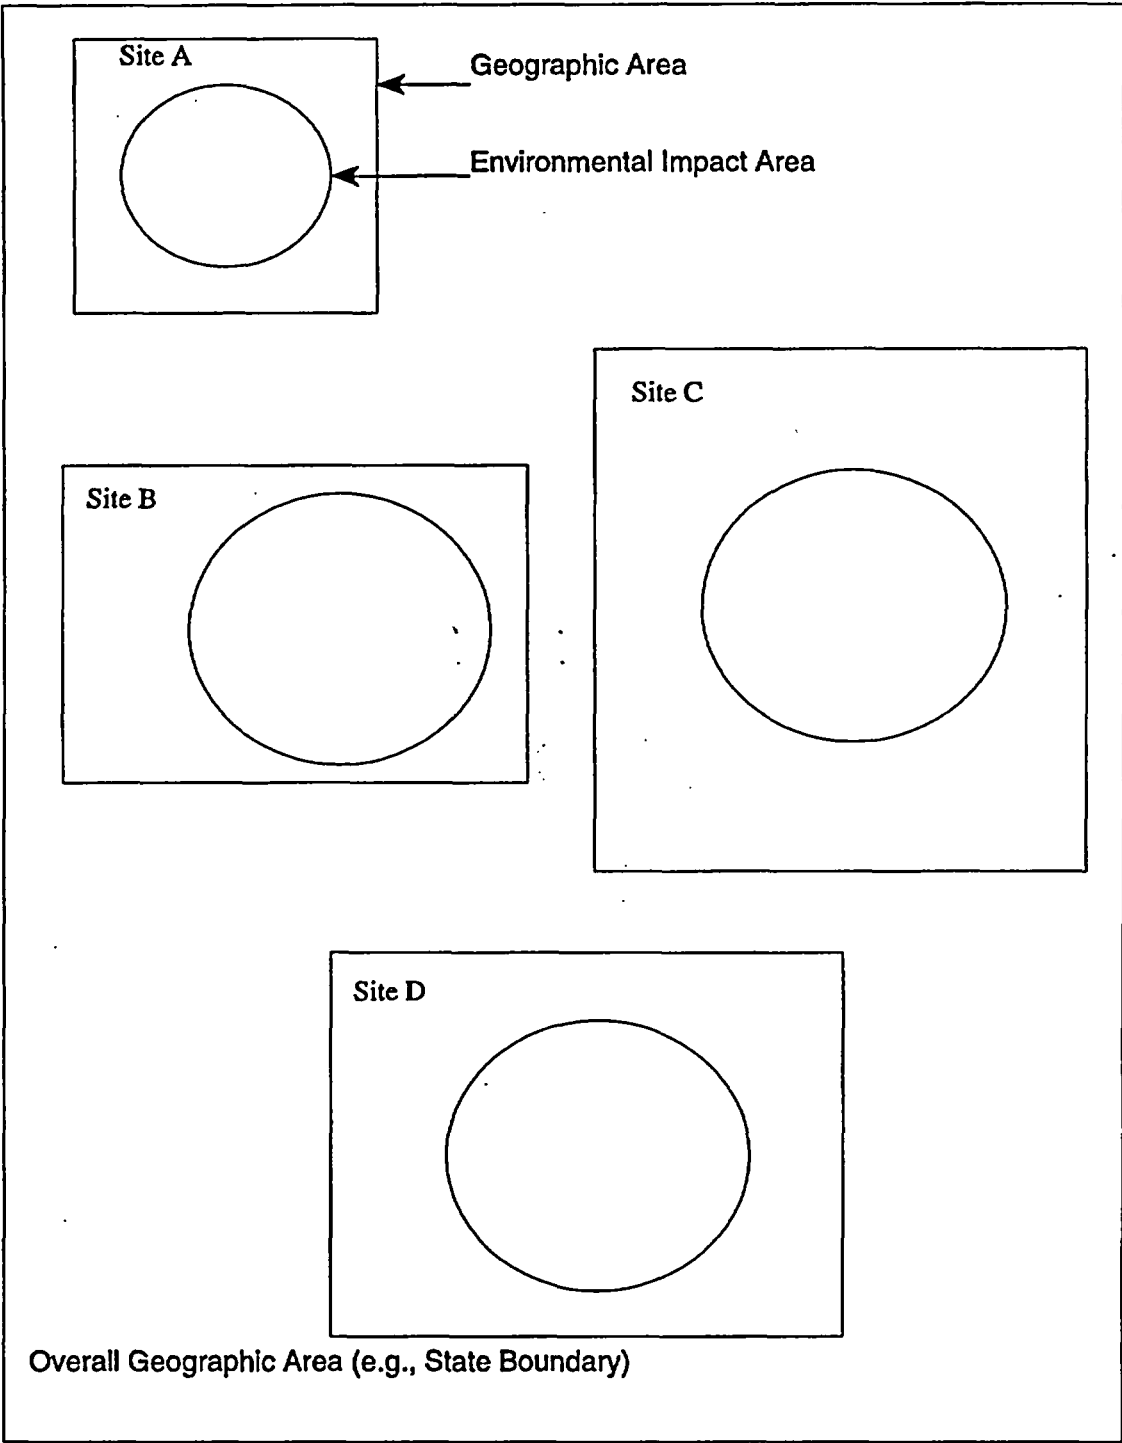 Site A
Geographic Area
Environmental Impact Area
Site C
Site B
Site D
Overall Geographic Area (e.g., State Boundary)